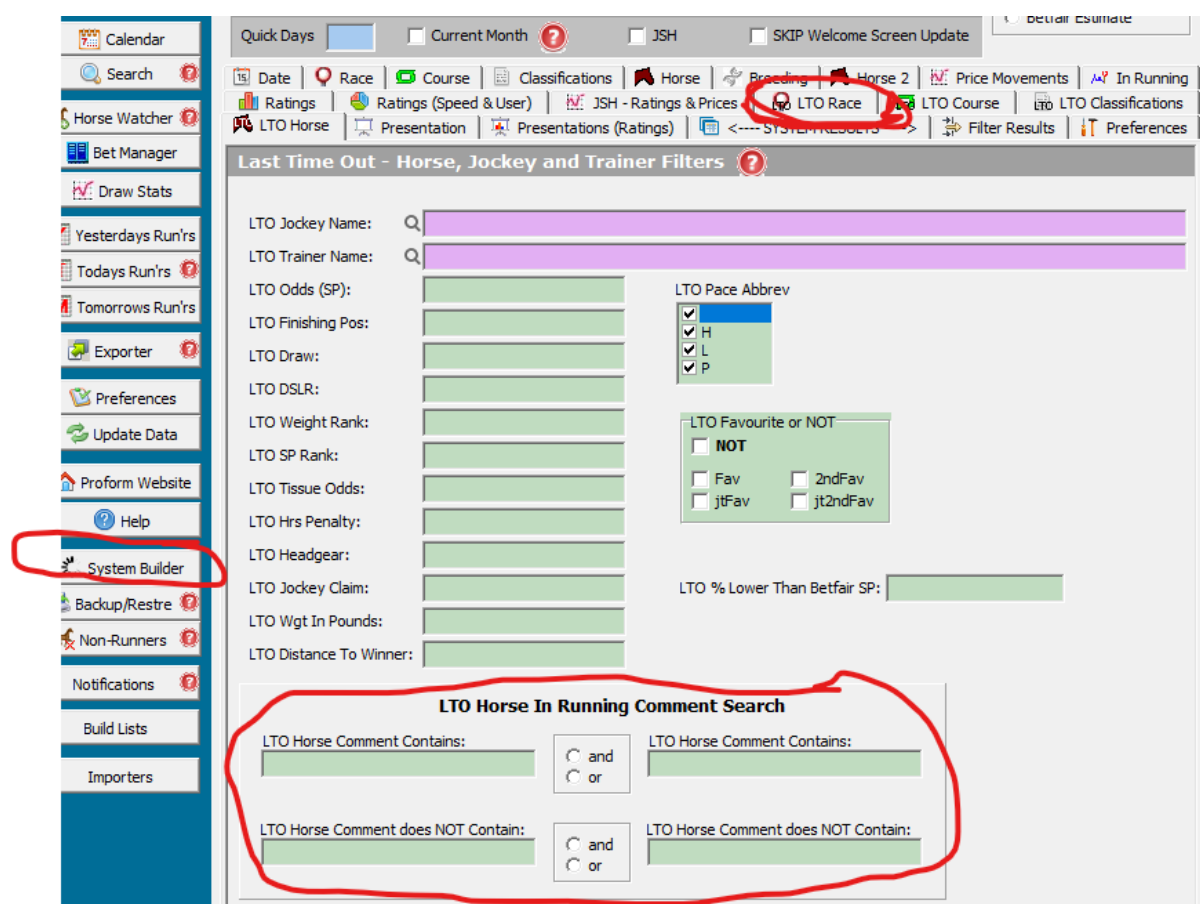 Betfair Estimate
Calendar
Quick Days
Current Month
?
JSH
SKIP Welcome Screen Update
Search
?
Date
Race
Course
Classifications
Horse
Breeding
Horse 2
Price Movements
In Running
Ratings
Ratings (Speed & User)
JSH - Ratings & Prices
LTO Race
LTO Course
LTO Classifications
LTO Horse
Presentation
Presentations (Ratings)
<---- SYSTEM RESULTS ---->
Filter Results
Preferences
Horse Watcher
?
Bet Manager
Draw Stats
Yesterdays Run'rs
Todays Run'rs
?
Tomorrows Run'rs
Exporter
?
Preferences
Update Data
Proform Website
? Help
System Builder
Backup/Restre
?
Non-Runners
?
Notifications
?
Build Lists
Importers
Last Time Out - Horse, Jockey and Trainer Filters
?
LTO Jockey Name:
LTO Trainer Name:
LTO Odds (SP):
LTO Finishing Pos:
LTO Draw:
LTO DSLR:
LTO Weight Rank:
LTO SP Rank:
LTO Tissue Odds:
LTO Hrs Penalty:
LTO Headgear:
LTO Jockey Claim:
LTO Wgt In Pounds:
LTO Distance To Winner:
LTO Pace Abbrev
H
L
P
LTO Favourite or NOT
NOT
Fav
2ndFav
jtFav
jt2ndFav
LTO % Lower Than Betfair SP:
LTO Horse In Running Comment Search
LTO Horse Comment Contains:
and
or
LTO Horse Comment Contains:
LTO Horse Comment does NOT Contain:
and
or
LTO Horse Comment does NOT Contain: